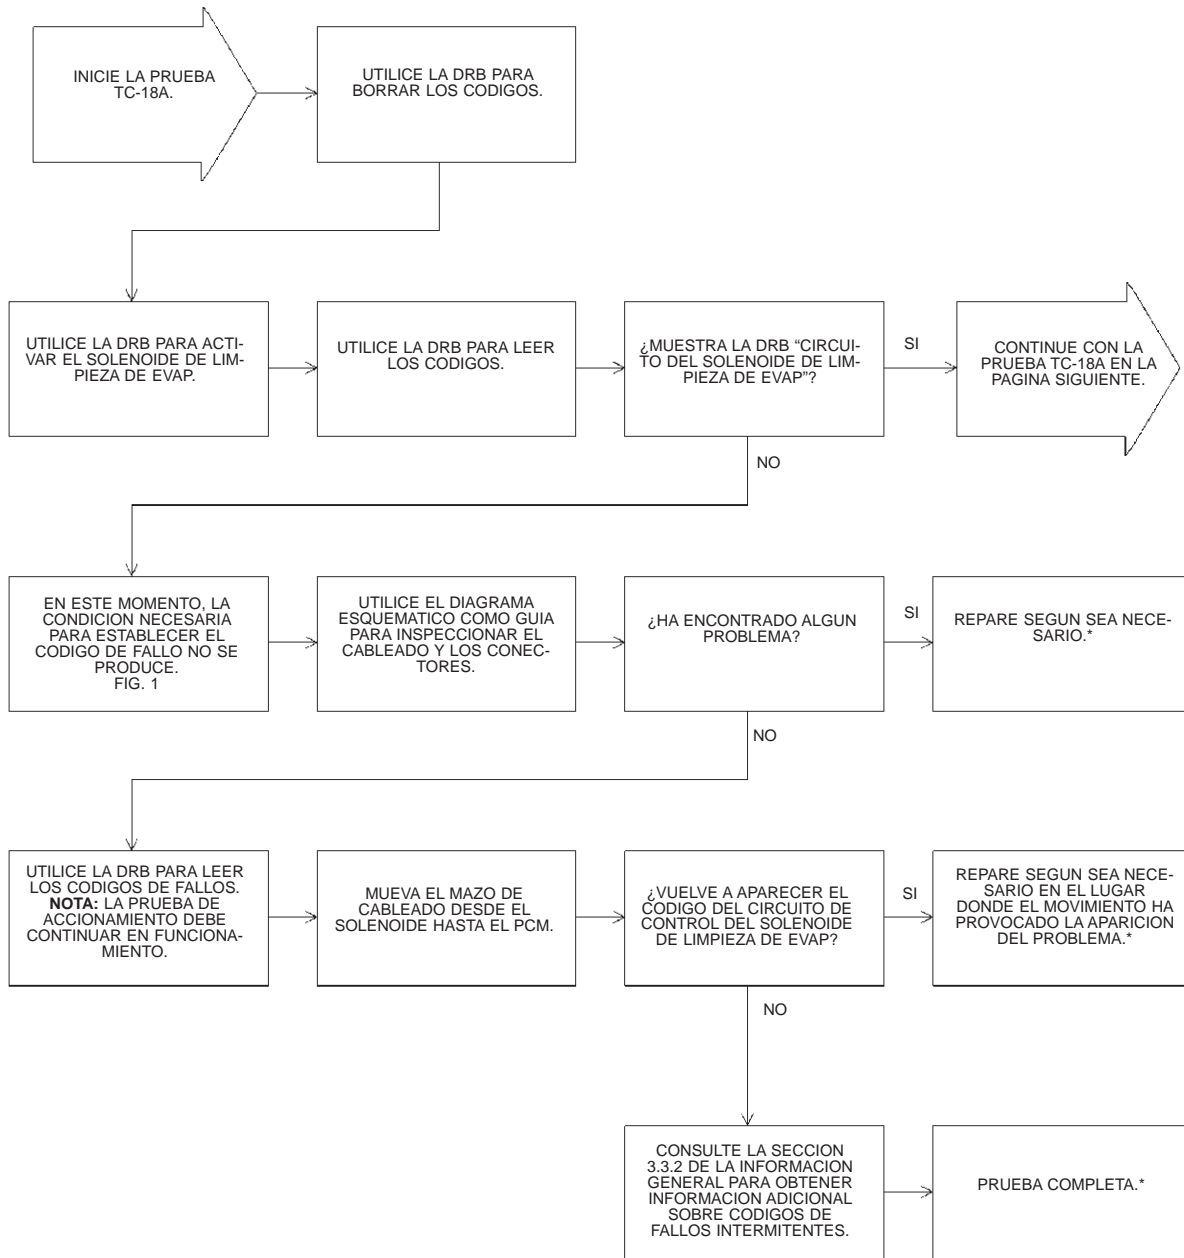 INICIE LA PRUEBA
TC-18A.
UTILICE LA DRB PARA
BORRAR LOS CODIGOS.
UTILICE LA DRB PARA ACTI-
VAR EL SOLENOIDE DE LIM-
PIEZA DE EVAP.
UTILICE LA DRB PARA LEER
LOS CODIGOS.
¿MUESTRA LA DRB “CIRCUI-
TO DEL SOLENOIDE DE LIM-
PIEZA DE EVAP”?
SI
CONTINUE CON LA
PRUEBA TC-18A EN LA
PAGINA SIGUIENTE.
NO
EN ESTE MOMENTO, LA
CONDICION NECESARIA
PARA ESTABLECER EL
CODIGO DE FALLO NO SE
PRODUCE.
FIG. 1
UTILICE EL DIAGRAMA
ESQUEMATICO COMO GUIA
PARA INSPECCIONAR EL
CABLEADO Y LOS CONEC-
TORES.
¿HA ENCONTRADO ALGUN
PROBLEMA?
SI
REPARE SEGUN SEA NECE-
SARIO.*
NO
UTILICE LA DRB PARA LEER
LOS CODIGOS DE FALLOS.
NOTA: LA PRUEBA DE
ACCIONAMIENTO DEBE
CONTINUAR EN FUNCIONA-
MIENTO.
MUEVA EL MAZO DE
CABLEADO DESDE EL
SOLENOIDE HASTA EL PCM.
¿VUELVE A APARECER EL
CODIGO DEL CIRCUITO DE
CONTROL DEL SOLENOIDE
DE LIMPIEZA DE EVAP?
SI
REPARE SEGUN SEA NECE-
SARIO EN EL LUGAR
DONDE EL MOVIMIENTO HA
PROVOCADO LA APARICION
DEL PROBLEMA.*
NO
CONSULTE LA SECCION
3.3.2 DE LA INFORMACION
GENERAL PARA OBTENER
INFORMACION ADICIONAL
SOBRE CODIGOS DE
FALLOS INTERMITENTES.
PRUEBA COMPLETA.*